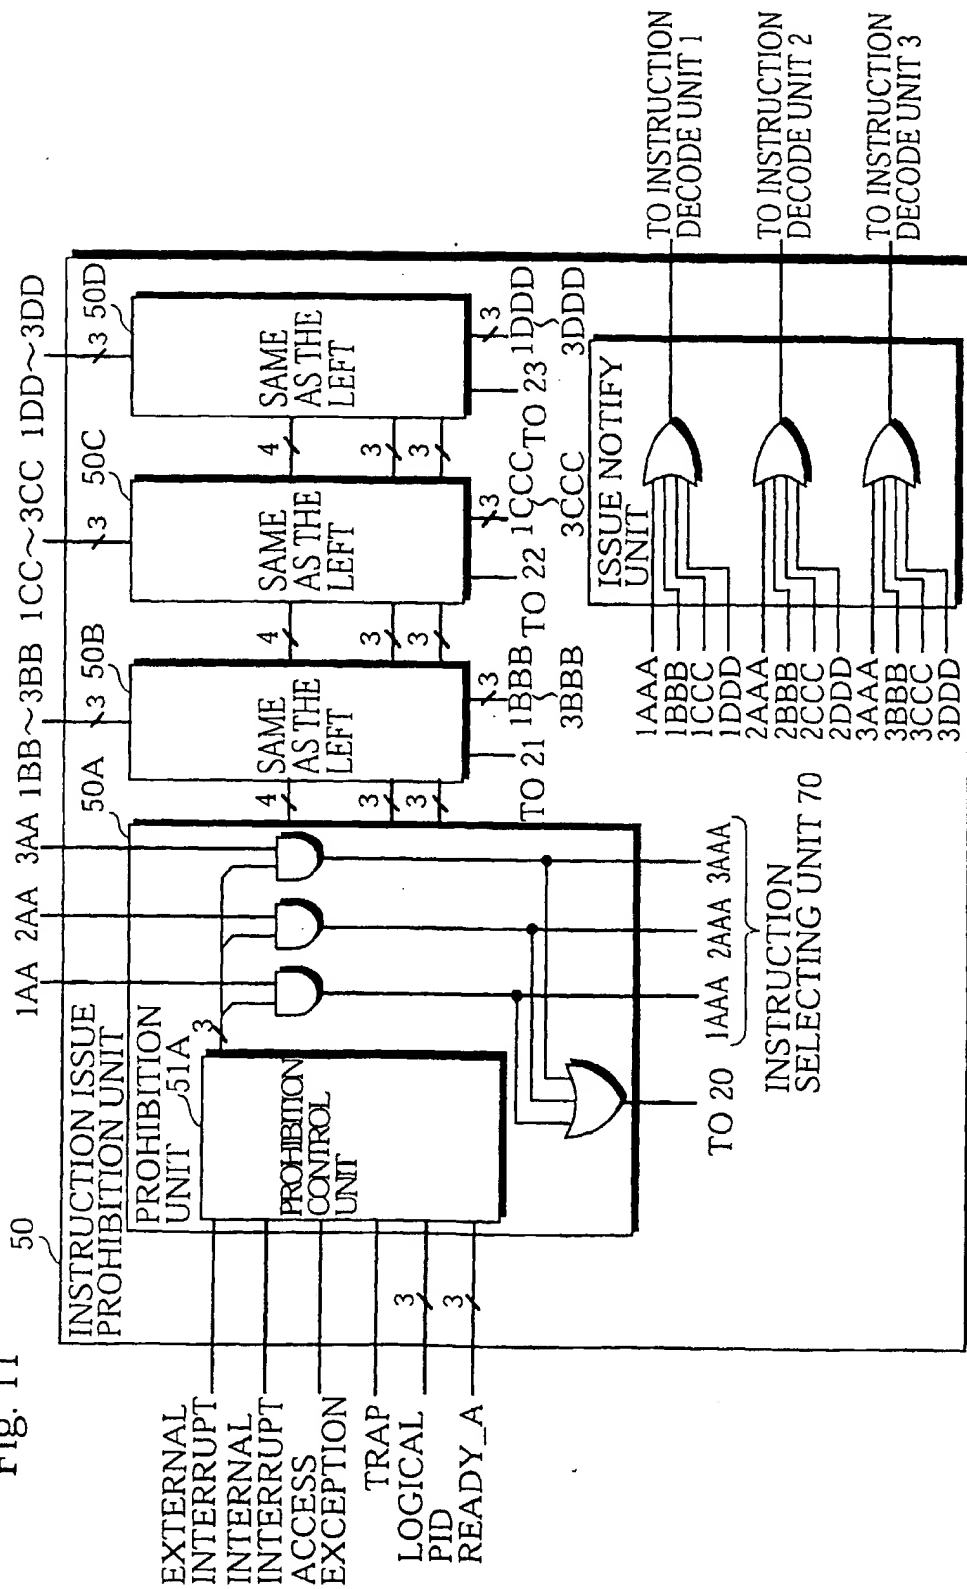 Fig. 11
50
INSTRUCTION ISSUE
PROHIBITION UNIT
1AA 2AA 3AA 1BB~3BB 1CC~3CC 1DD~3DD
50A
50B
50C
50D
3
3
3
PROHIBITION
UNIT
51A
3
PROHIBITION
CONTROL
UNIT
EXTERNAL
INTERRUPT
INTERNAL
INTERRUPT
ACCESS
EXCEPTION
TRAP
LOGICAL
PID
3
READY_A
3
4
3
3
SAME
AS THE
LEFT
4
3
3
SAME
AS THE
LEFT
4
3
3
SAME
AS THE
LEFT
TO 20
1AAA 2AAA 3AAA
INSTRUCTION
SELECTING UNIT 70
TO 21
3
1BBB
3BBB
TO 22
3
1CCC
3CCC
TO 23
3
1DDD
3DDD
ISSUE NOTIFY
UNIT
1AAA
1BBB
1CCC
1DDD
2AAA
2BBB
2CCC
2DDD
3AAA
3BBB
3CCC
3DDD
TO INSTRUCTION
DECODE UNIT 1
TO INSTRUCTION
DECODE UNIT 2
TO INSTRUCTION
DECODE UNIT 3